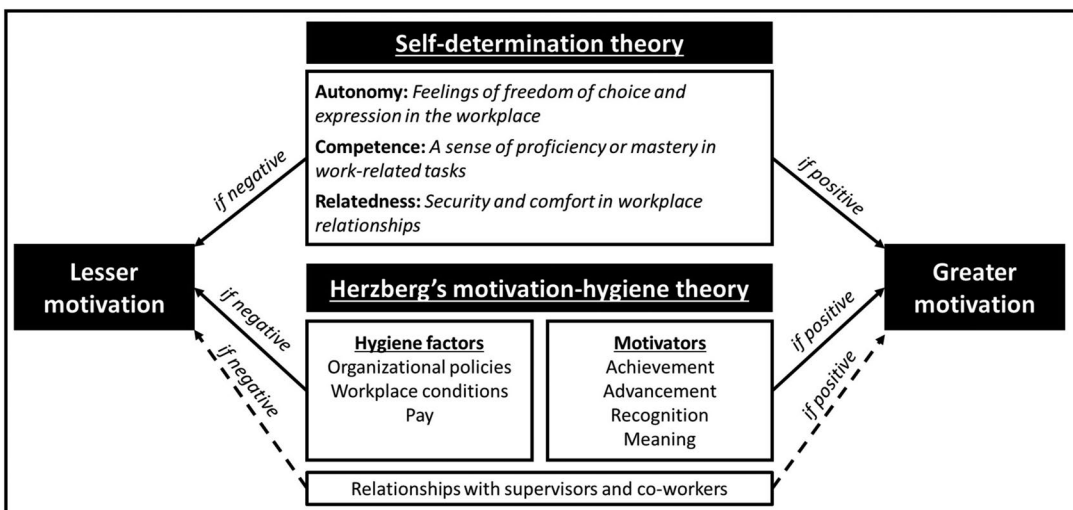 Self-determination theory
Autonomy: Feelings of freedom of choice and
expression in the workplace
Competence: A sense of proficiency or mastery in
work-related tasks
Relatedness: Security and comfort in workplace
relationships
if negative
if positive
Lesser
motivation
Greater
motivation
Herzberg's motivation-hygiene theory
if negative
if positive
Hygiene factors
Organizational policies
Workplace conditions
Pay
Motivators
Achievement
Advancement
Recognition
Meaning
if negative
if positive
Relationships with supervisors and co-workers